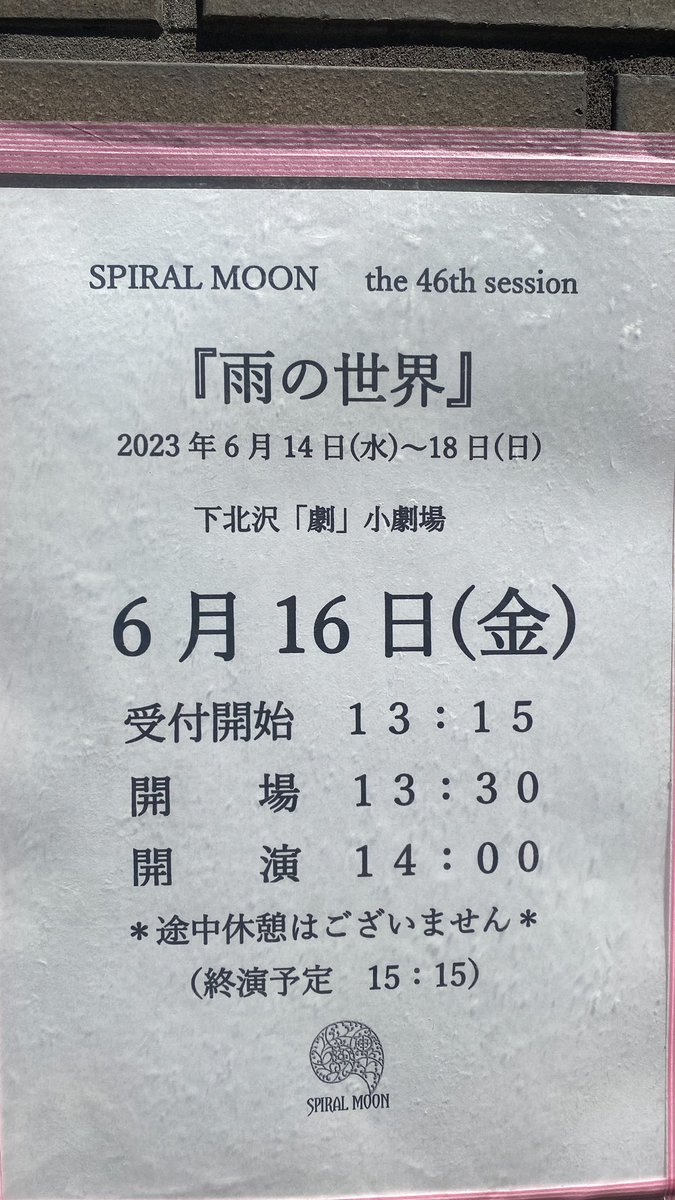 SPIRAL MOON the 46th session
『雨の世界』
2023年6月14日(水)～18日(日)
下北沢「劇」小劇場
6月16日(金)
受付開始　１３：１５
開　　場　１３：３０
開　　演　１４：００
＊途中休憩はございません＊
（終演予定　15：15）
SPIRAL MOON